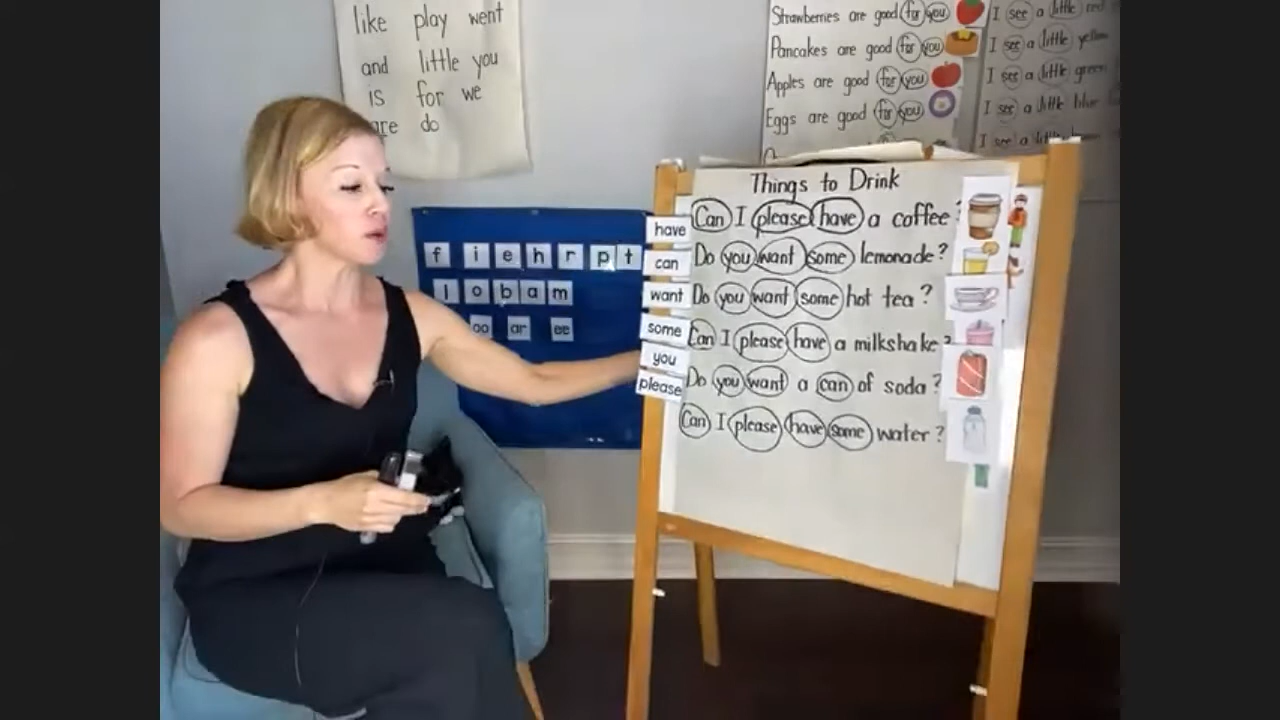 like play went
and little you
is for we
are do
Strawberries are good for you
Pancakes are good for you
Apples are good for you
Eggs are good for you
I see a little red
I see a little yellow
I see a little green
I see a little blue
I see a little
f i e h r p t
l o b a m
oo ar ee
have
can
want
some
you
please
Things to Drink
Can I please have a coffee?
Do you want some lemonade?
Do you want some hot tea?
Can I please have a milkshake?
Do you want a can of soda?
Can I please have some water?